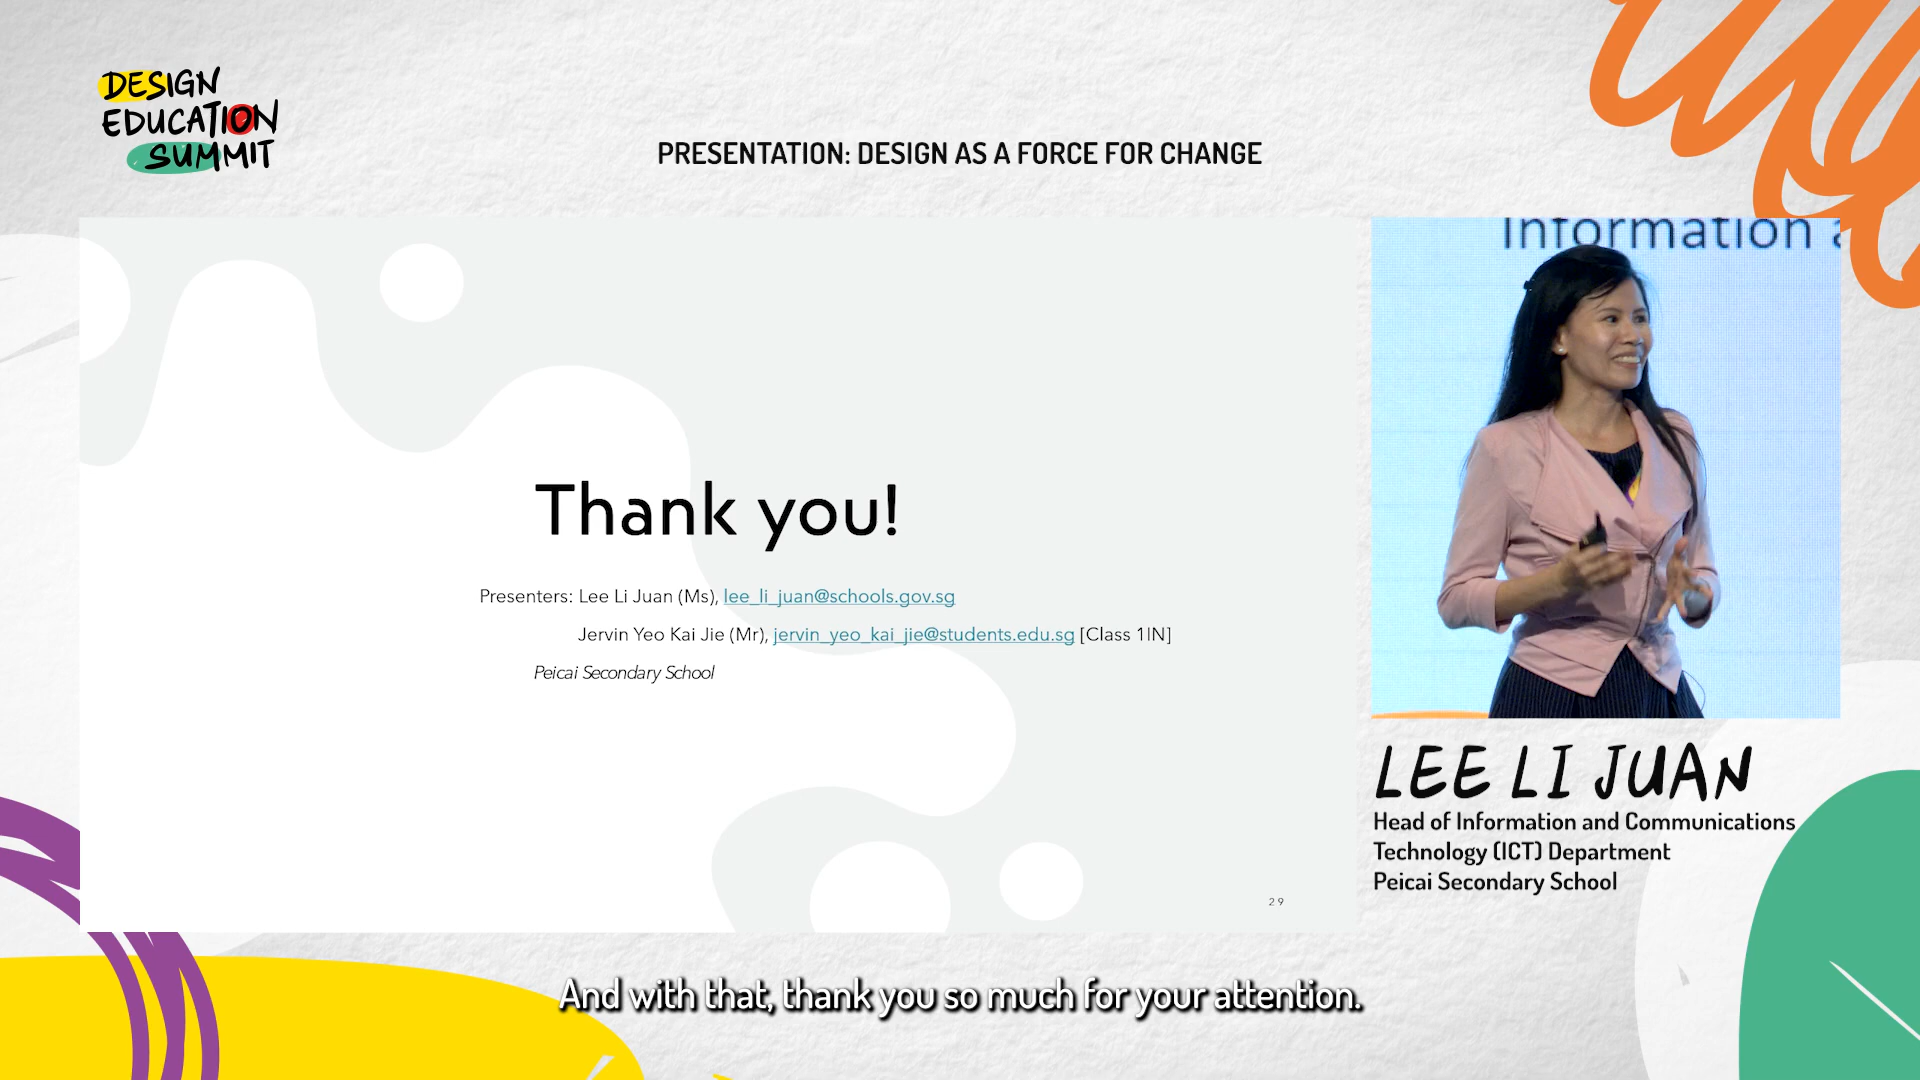 DESIGN
EDUCATION
SUMMIT
PRESENTATION: DESIGN AS A FORCE FOR CHANGE
Information
Thank you!
Presenters: Lee Li Juan (Ms), lee_li_juan@schools.gov.sg
Jervin Yeo Kai Jie (Mr), jervin_yeo_kai_jie@students.edu.sg [Class 1IN]
Peicai Secondary School
29
LEE LI JUAN
Head of Information and Communications
Technology (ICT) Department
Peicai Secondary School
And with that, thank you so much for your attention.